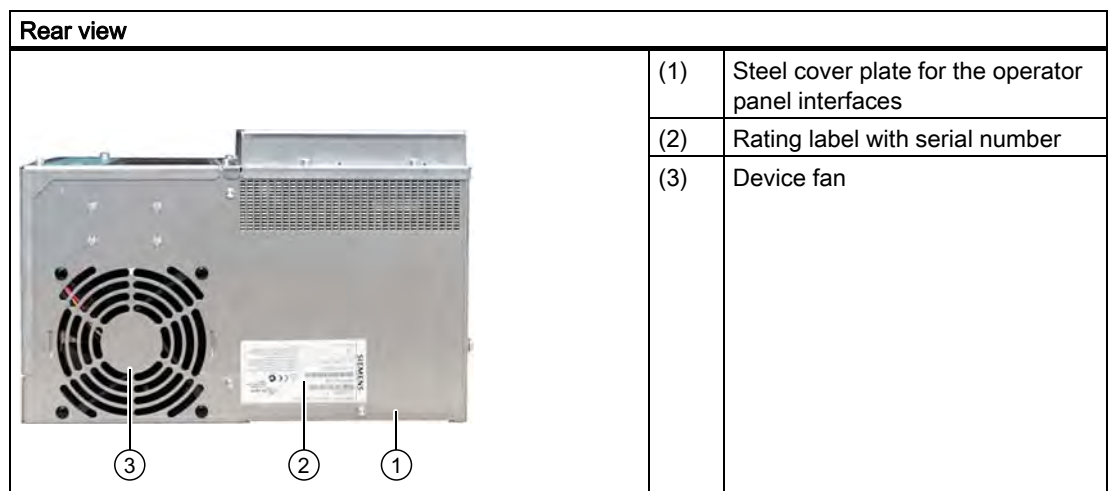 Rear view
(1) Steel cover plate for the operator
panel interfaces
(2) Rating label with serial number
(3) Device fan
SIEMENS
3 2 1